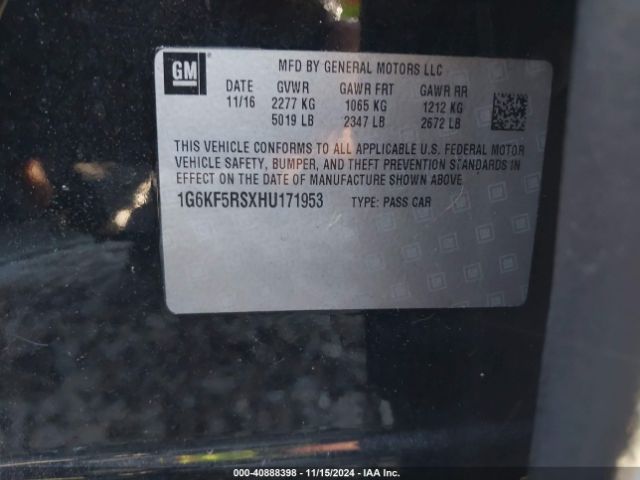 GM
MFD BY GENERAL MOTORS LLC
DATE GVWR GAWR FRT GAWR RR
11/16 2277 KG 1065 KG 1212 KG
5019 LB 2347 LB 2672 LB
THIS VEHICLE CONFORMS TO ALL APPLICABLE U.S. FEDERAL MOTOR
VEHICLE SAFETY, BUMPER, AND THEFT PREVENTION STANDARDS IN
EFFECT ON THE DATE OF MANUFACTURE SHOWN ABOVE.
1G6KF5RSXHU171953 TYPE: PASS CAR
000-40888398 - 11/15/2024 - IAA Inc.